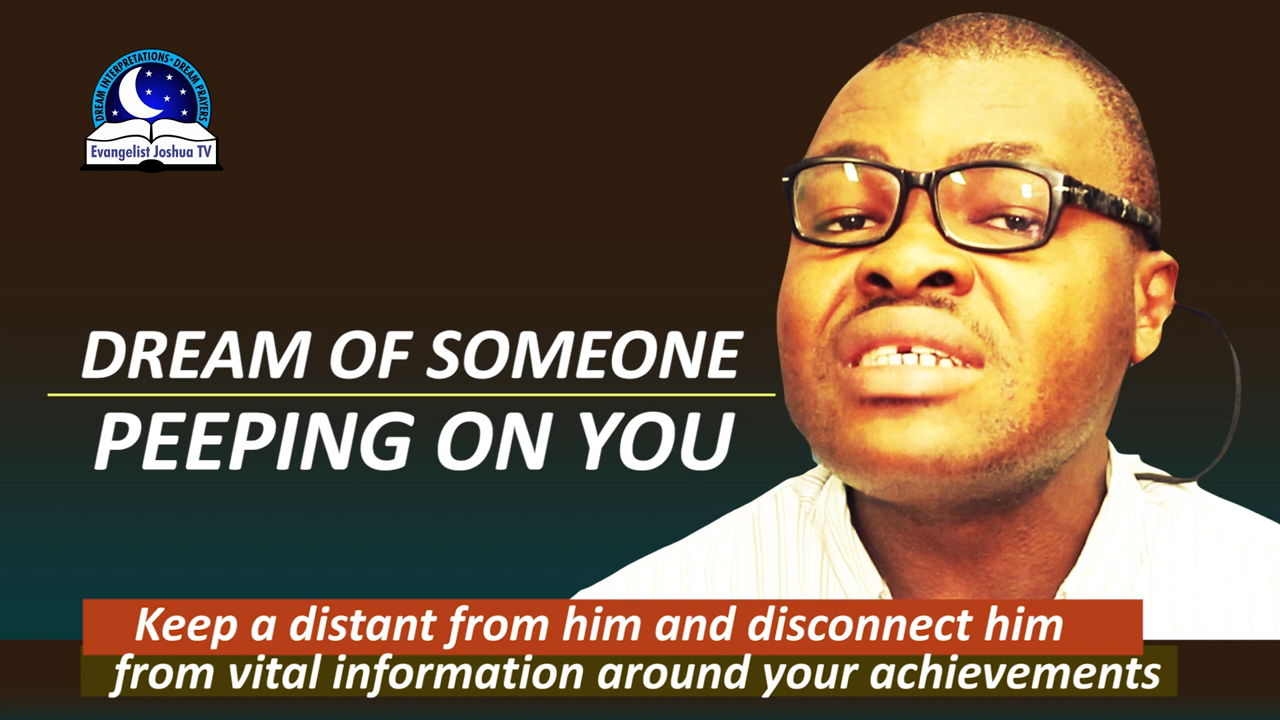 DREAM INTERPRETATIONS • DREAM PRAYERS
Evangelist Joshua TV
DREAM OF SOMEONE
PEEPING ON YOU
Keep a distant from him and disconnect him
from vital information around your achievements